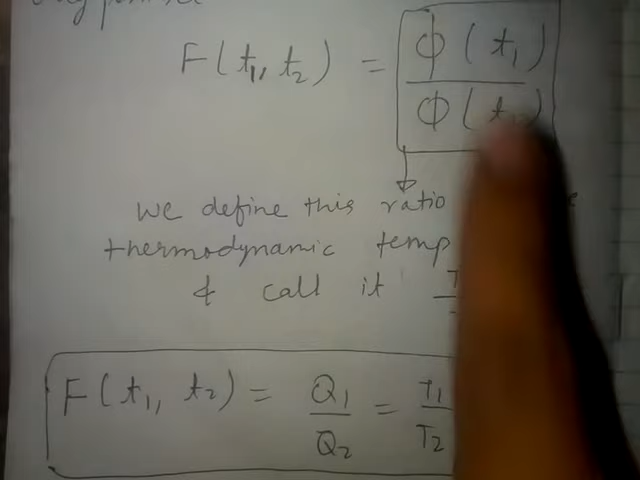 F(t₁, t₂) = ϕ(t₁) / ϕ(t
We define this ratio
thermodynamic temp
& call it T
F(t₁, t₂) = Q₁/Q₂ = T₁/T₂